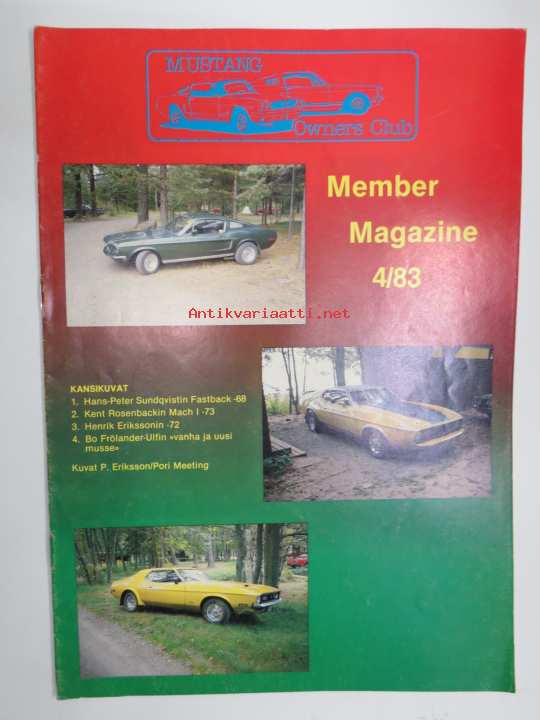 MUSTANG
Owners Club
Member
Magazine
4/83
Antikvariaatti.net
KANSIKUVAT
1. Hans-Peter Sundqvistin Fastback -68
2. Kent Rosenbackin Mach I -73
3. Henrik Erikssonin -72
4. Bo Frölander-Ulfin »vanha ja uusi
musse»
Kuvat P. Eriksson/Pori Meeting